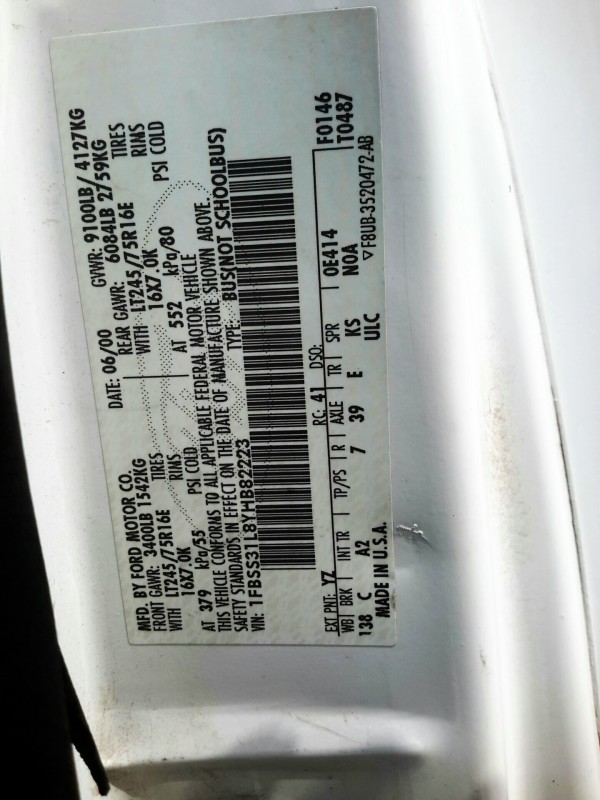 MFD. BY FORD MOTOR CO.
DATE: 06/00 GVWR: 9100LB/ 4127KG
FRONT GAWR: 3400LB 1542KG REAR GAWR: 6084LB 2759KG
WITH LT245/75R16E TIRES WITH LT245/75R16E TIRES
16X7.0K RIMS 16X7.0K RIMS
AT 379 kPa/55 PSI COLD AT 552 kPa/80 PSI COLD
THIS VEHICLE CONFORMS TO ALL APPLICABLE FEDERAL MOTOR VEHICLE
SAFETY STANDARDS IN EFFECT ON THE DATE OF MANUFACTURE SHOWN ABOVE.
VIN: 1FBSS31L8YHB82223 TYPE: BUS(NOT SCHOOLBUS)
F0146
T0487
EXT PNT: YZ RC: 41 DSO:
WB BRK INT TR TP/PS R AXLE TR SPR 0E414
138 C A2 7 39 E KS N0A
MADE IN U.S.A. ULC ▽F8UB-3520472-AB